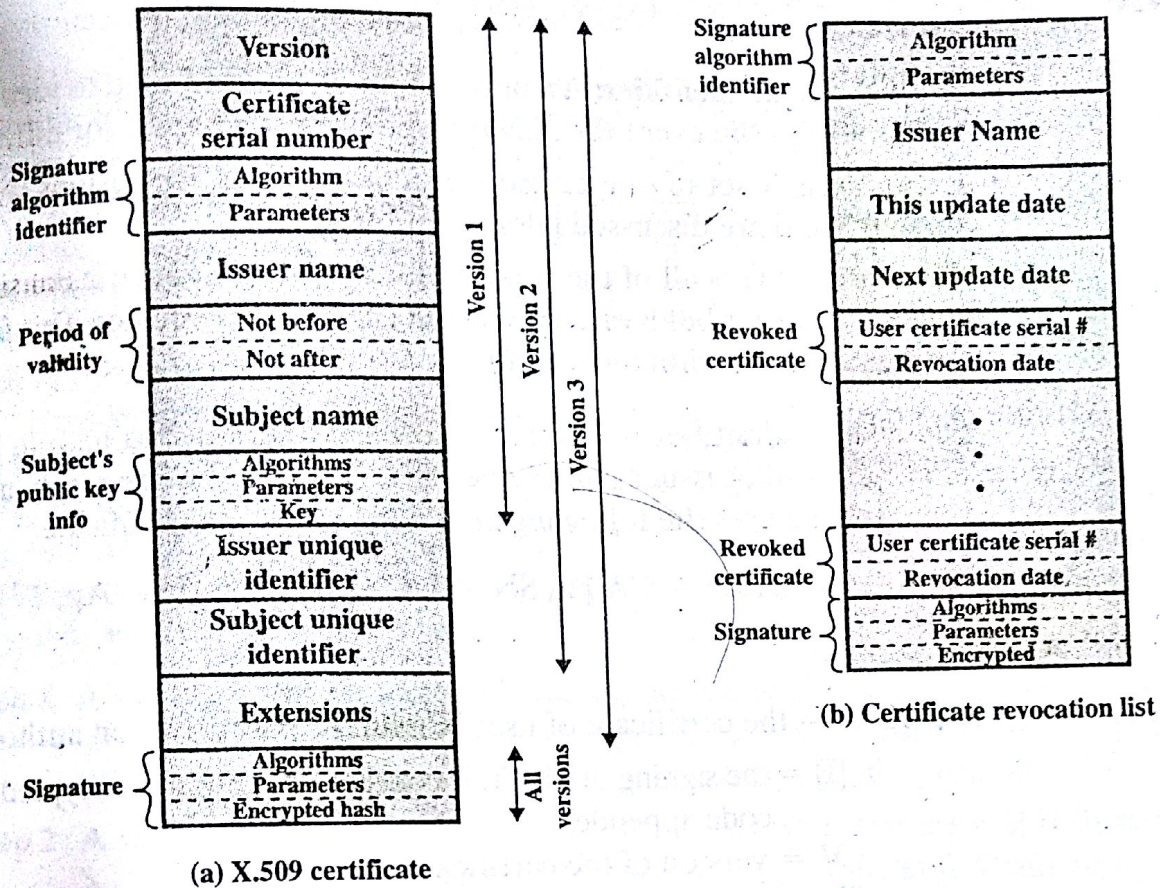 Version
Certificate
serial number
Signature
algorithm
identifier
Algorithm
Parameters
Issuer name
Period of
validity
Not before
Not after
Subject name
Subject's
public key
info
Algorithms
Parameters
Key
Issuer unique
identifier
Subject unique
identifier
Extensions
Signature
Algorithms
Parameters
Encrypted hash
(a) X.509 certificate
Version 1
Version 2
Version 3
All
versions
Signature
algorithm
identifier
Algorithm
Parameters
Issuer Name
This update date
Next update date
Revoked
certificate
User certificate serial #
Revocation date
Revoked
certificate
User certificate serial #
Revocation date
Signature
Algorithms
Parameters
Encrypted
(b) Certificate revocation list